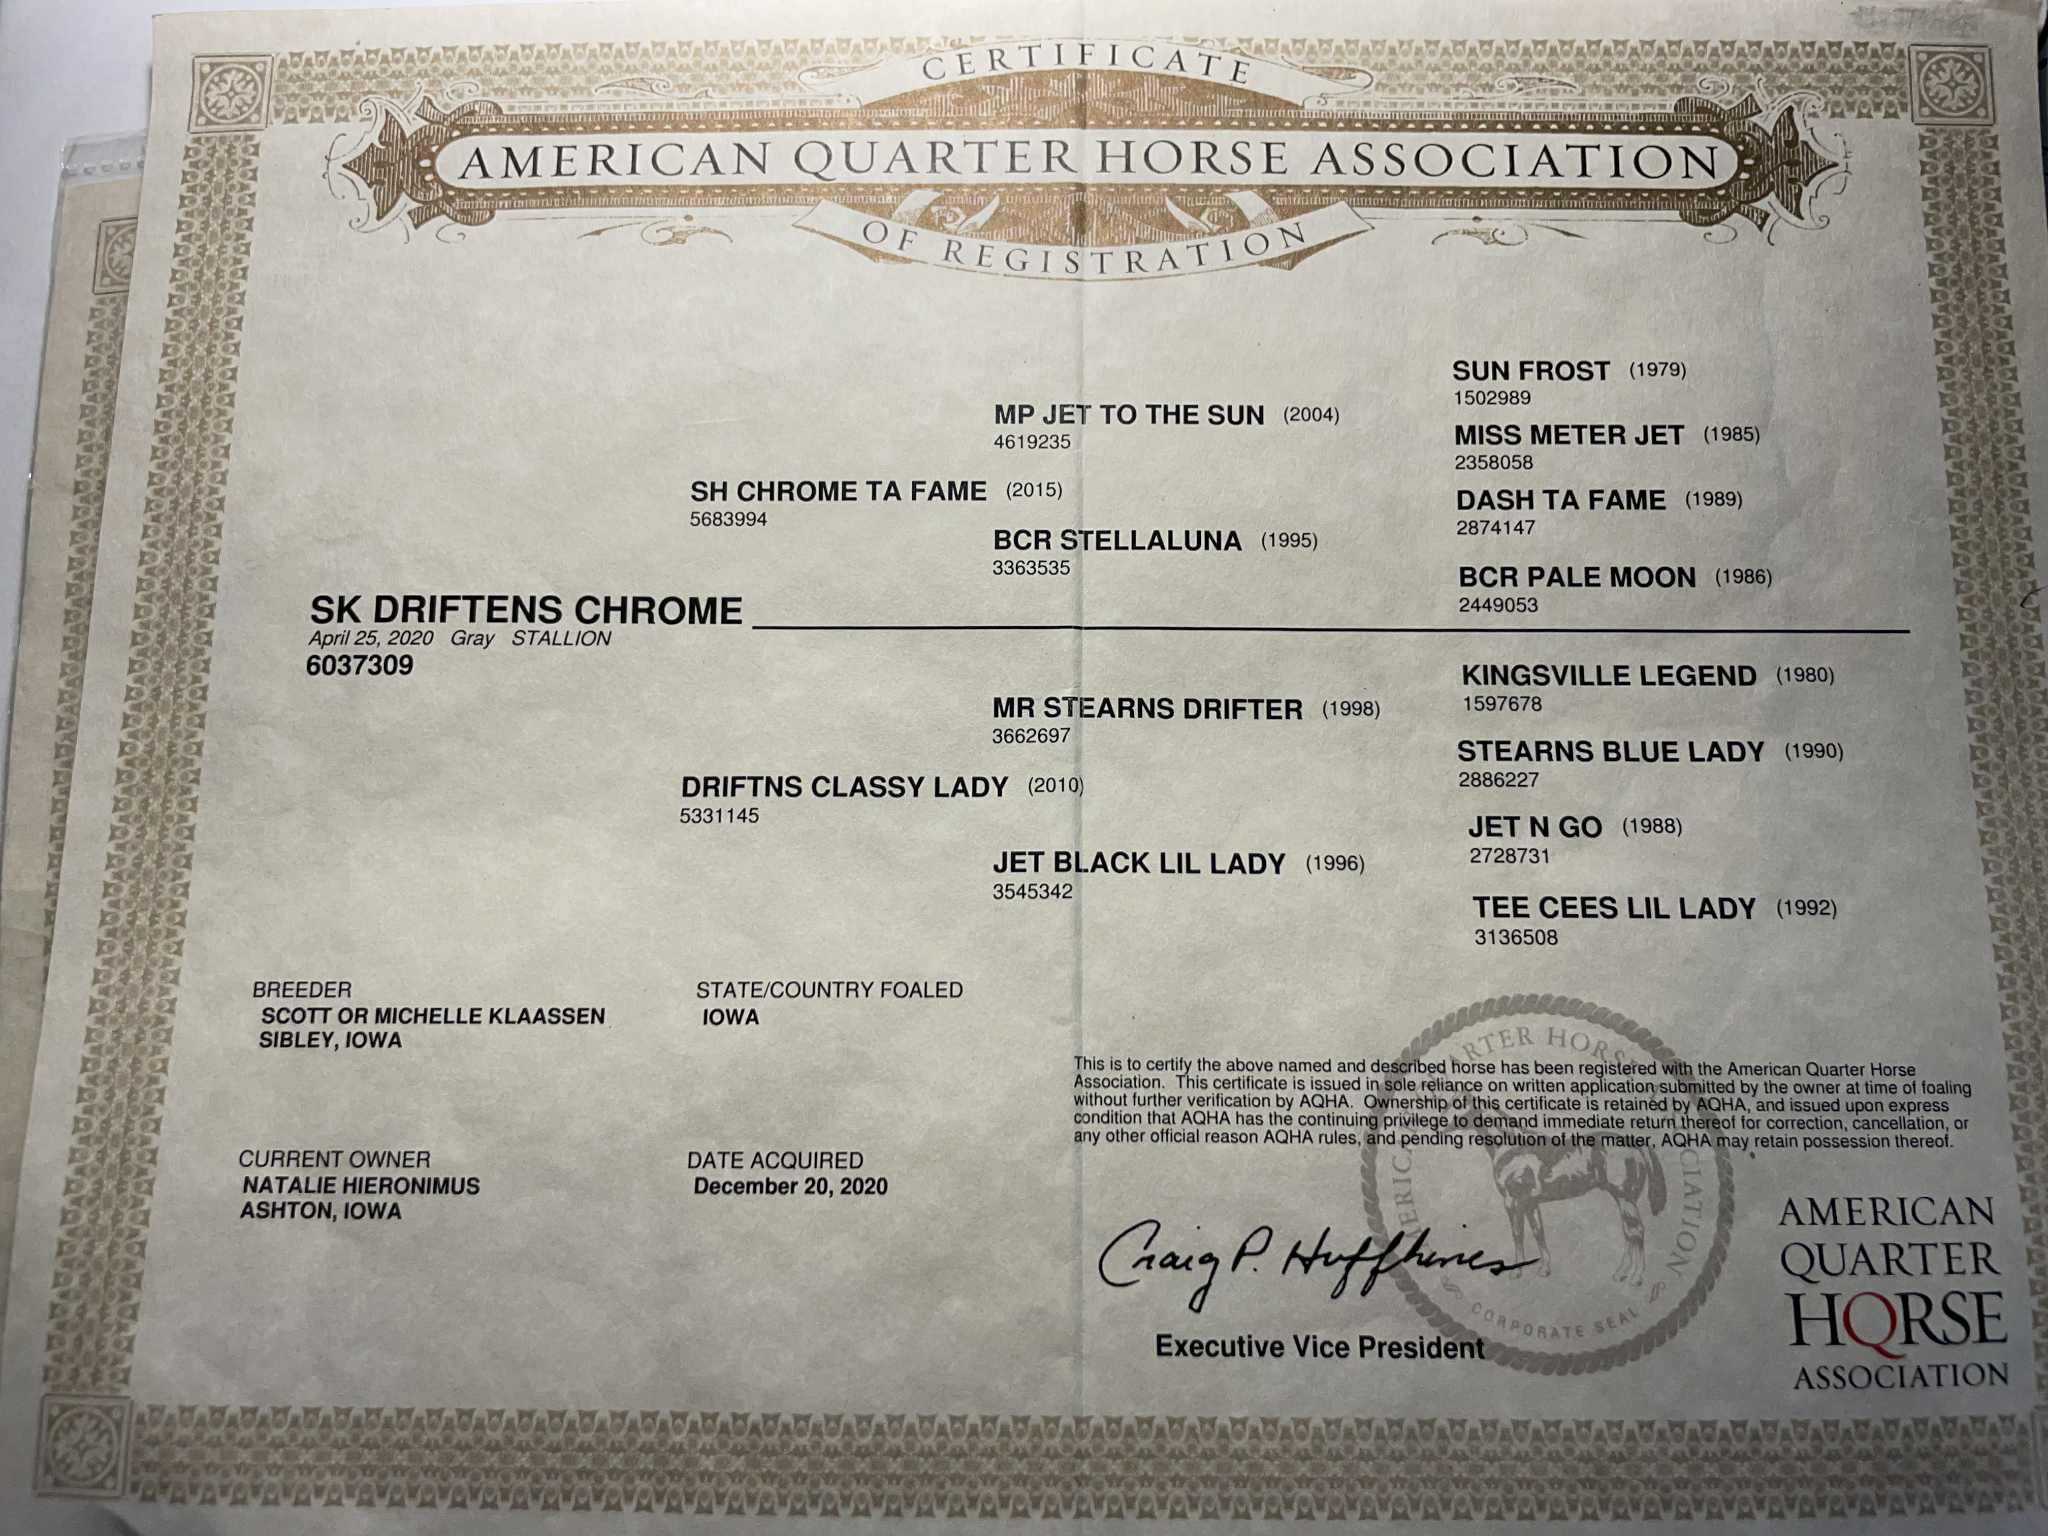 CERTIFICATE
AMERICAN QUARTER HORSE ASSOCIATION
OF REGISTRATION
SUN FROST (1979)
1502989
MP JET TO THE SUN (2004)
4619235
MISS METER JET (1985)
2358058
SH CHROME TA FAME (2015)
5683994
DASH TA FAME (1989)
2874147
BCR STELLALUNA (1995)
3363535
BCR PALE MOON (1986)
2449053
SK DRIFTENS CHROME
April 25, 2020 Gray STALLION
6037309
KINGSVILLE LEGEND (1980)
1597678
MR STEARNS DRIFTER (1998)
3662697
STEARNS BLUE LADY (1990)
2886227
DRIFTNS CLASSY LADY (2010)
5331145
JET N GO (1988)
2728731
JET BLACK LIL LADY (1996)
3545342
TEE CEES LIL LADY (1992)
3136508
BREEDER
SCOTT OR MICHELLE KLAASSEN
SIBLEY, IOWA
STATE/COUNTRY FOALED
IOWA
This is to certify the above named and described horse has been registered with the American Quarter Horse
Association. This certificate is issued in sole reliance on written application submitted by the owner at time of foaling
without further verification by AQHA. Ownership of this certificate is retained by AQHA, and issued upon express
condition that AQHA has the continuing privilege to demand immediate return thereof for correction, cancellation, or
any other official reason AQHA rules, and pending resolution of the matter, AQHA may retain possession thereof.
CURRENT OWNER
NATALIE HIERONIMUS
ASHTON, IOWA
DATE ACQUIRED
December 20, 2020
Craig P. Huffhines
Executive Vice President
CORPORATE SEAL
AMERICAN
QUARTER
HORSE
ASSOCIATION